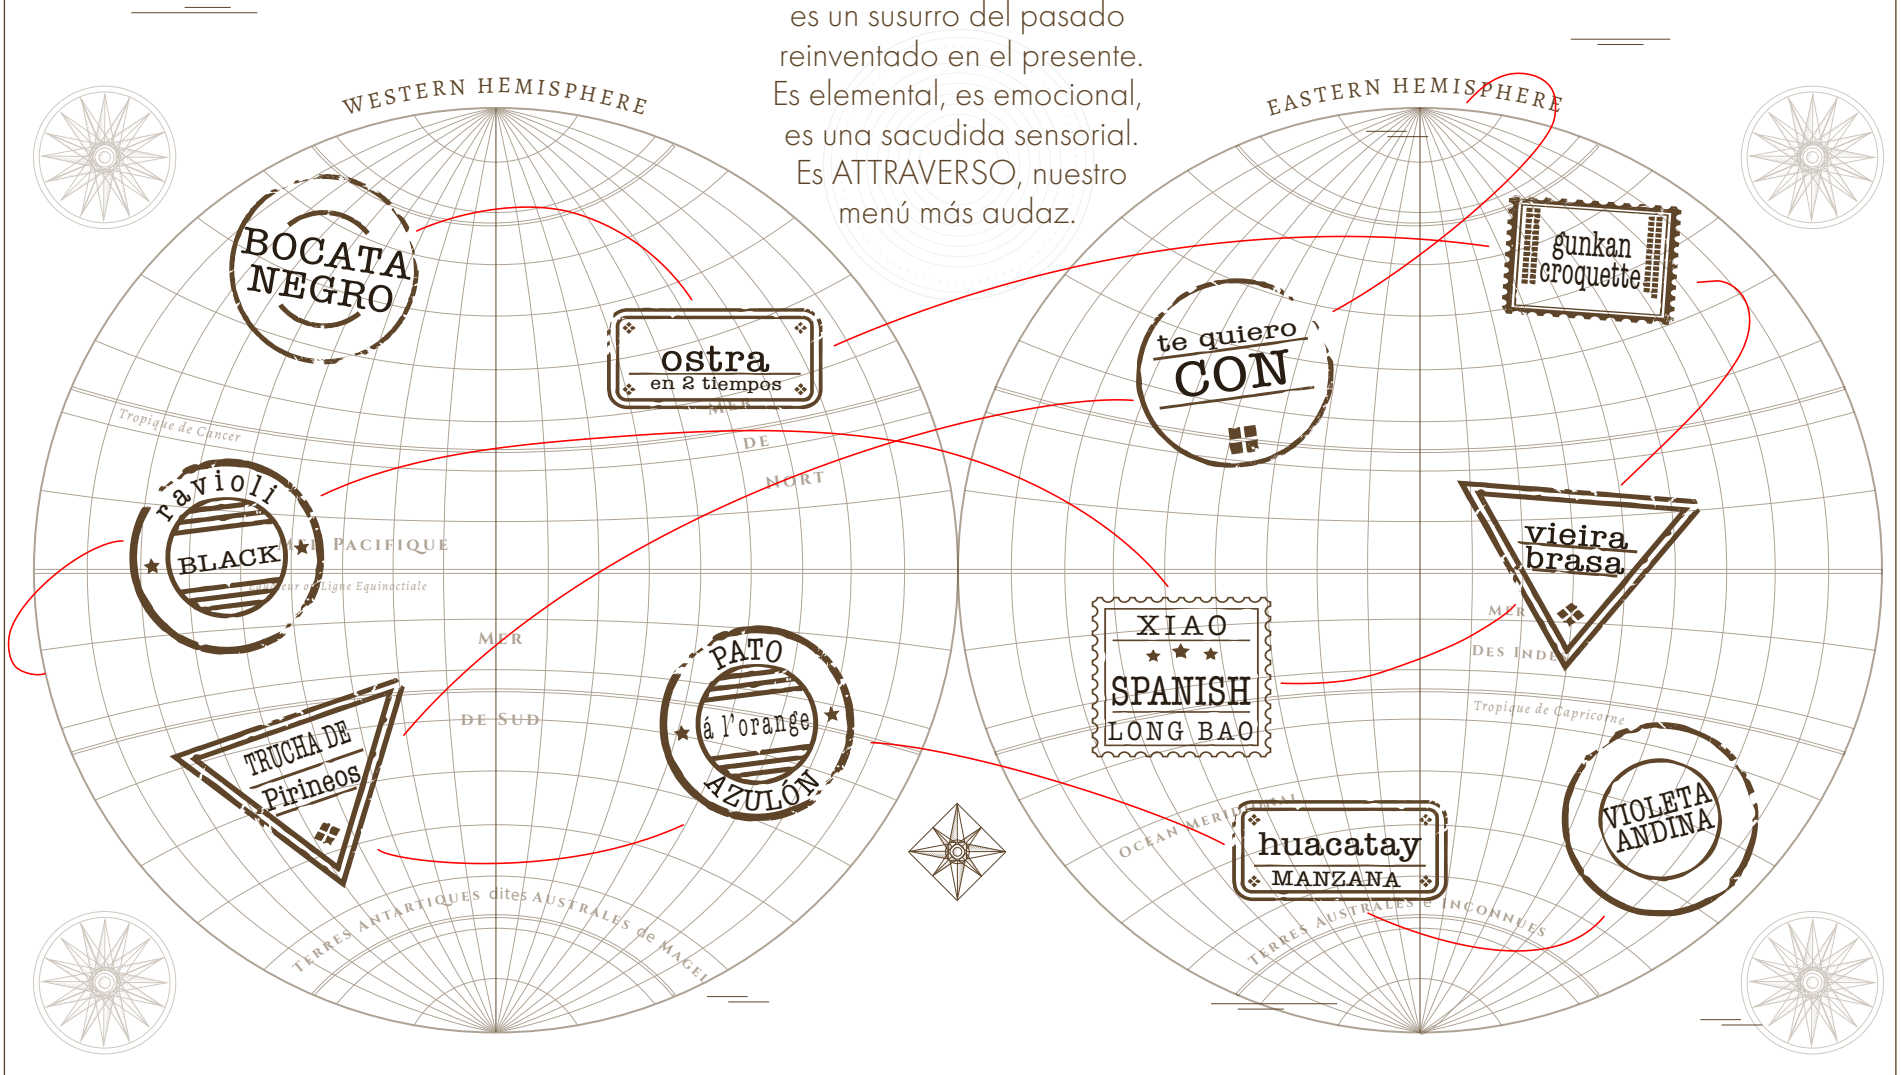 es un susurro del pasado
reinventado en el presente.
Es elemental, es emocional,
es una sacudida sensorial.
Es ATTRAVERSO, nuestro
menú más audaz.
WESTERN HEMISPHERE
EASTERN HEMISPHERE
BOCATA
NEGRO
ostra
en 2 tiempos
gunkan
croquette
te quiero
CON
Tropique de Cancer
MER
DE
NORT
ravioli
BLACK
PACIFIQUE
ou Ligne Equinoctiale
vieira
brasa
MER
DES INDES
XIAO
SPANISH
LONG BAO
MER
DE SUD
PATO
á l'orange
AZULÓN
TRUCHA DE
Pirineos
Tropique de Capricorne
VIOLETA
ANDINA
OCEAN MERIDIONAL
huacatay
MANZANA
TERRES ANTARTIQUES dites AUSTRALES de MAGEL
TERRES AUSTRALES e INCONNUES